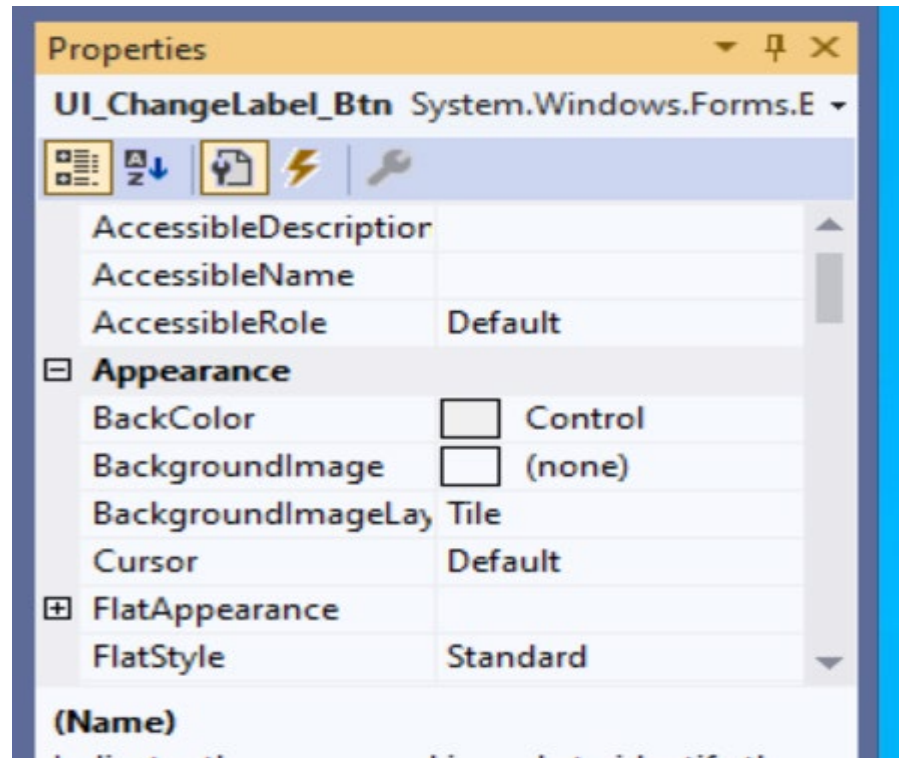 Properties
UI_ChangeLabel_Btn System.Windows.Forms.E
AccessibleDescription
AccessibleName
AccessibleRole Default
Appearance
BackColor Control
BackgroundImage (none)
BackgroundImageLay Tile
Cursor Default
FlatAppearance
FlatStyle Standard
(Name)